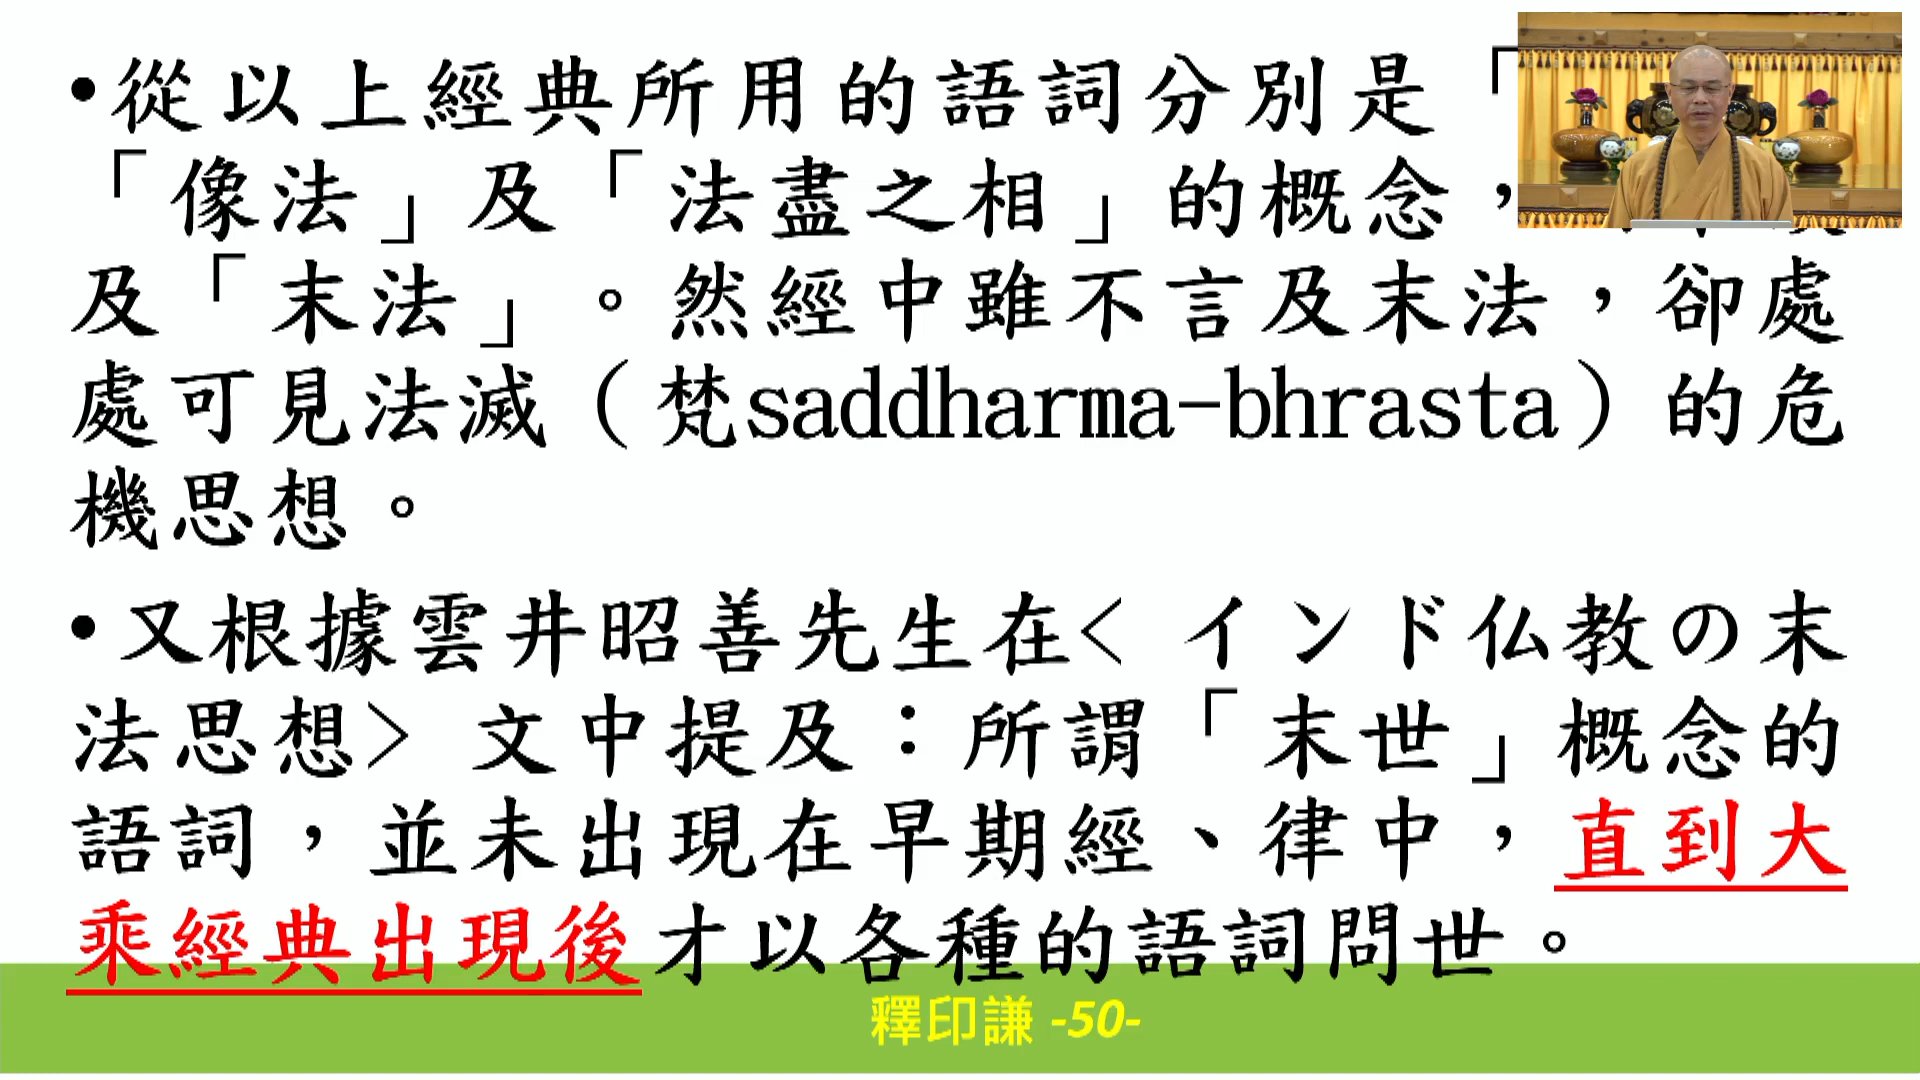 •從以上經典所用的語詞分別是「
「像法」及「法盡之相」的概念，
及「末法」。然經中雖不言及末法，卻處
處可見法滅（梵saddharma-bhrasta）的危
機思想。
•又根據雲井昭善先生在< インド仏教の末
法思想> 文中提及：所謂「末世」概念的
語詞，並未出現在早期經、律中，直到大
乘經典出現後才以各種的語詞問世。
釋印謙 -50-